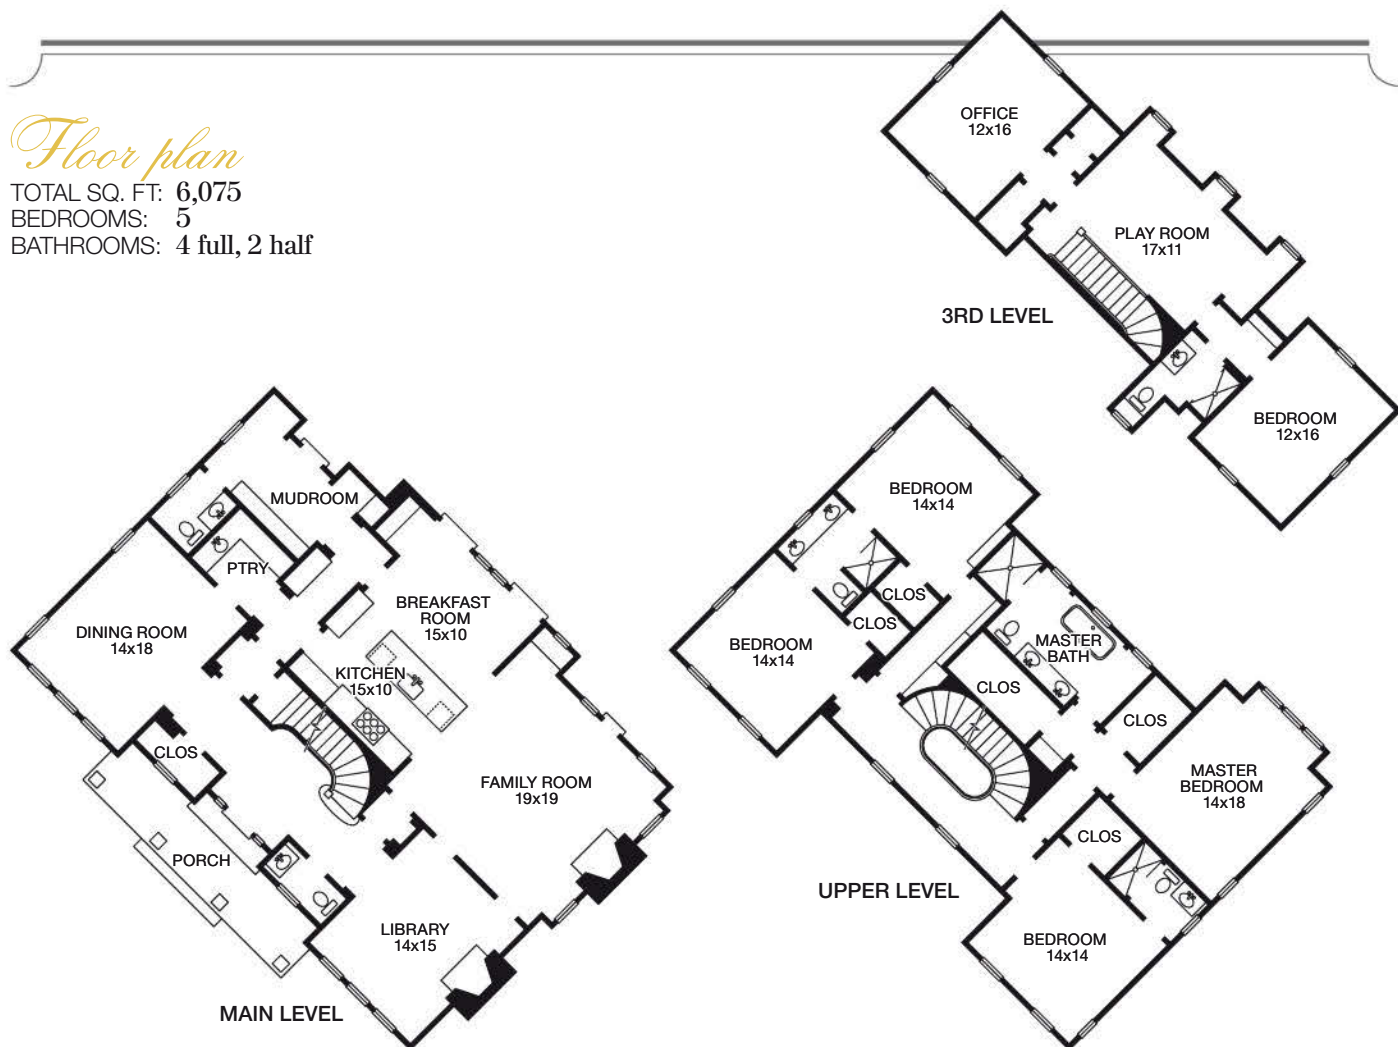 Floor plan
TOTAL SQ. FT: 6,075
BEDROOMS: 5
BATHROOMS: 4 full, 2 half
OFFICE
12x16
PLAY ROOM
17x11
3RD LEVEL
BEDROOM
12x16
MUDROOM
PTRY
BREAKFAST
ROOM
15x10
DINING ROOM
14x18
KITCHEN
15x10
CLOS
FAMILY ROOM
19x19
PORCH
LIBRARY
14x15
MAIN LEVEL
BEDROOM
14x14
CLOS
CLOS
BEDROOM
14x14
MASTER
BATH
CLOS
CLOS
MASTER
BEDROOM
14x18
CLOS
UPPER LEVEL
BEDROOM
14x14